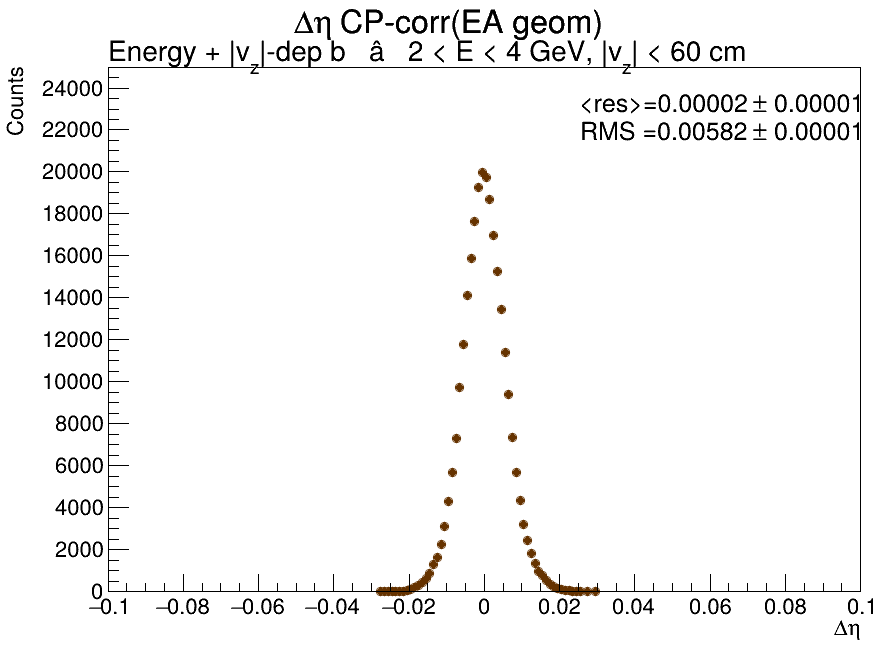 Δη CP-corr(EA geom)
Energy + |v_z|-dep b â 2 < E < 4 GeV, |v_z| < 60 cm
Counts
<res>=0.00002 ± 0.00001
RMS =0.00582 ± 0.00001
24000
22000
20000
18000
16000
14000
12000
10000
8000
6000
4000
2000
0
−0.1 −0.08 −0.06 −0.04 −0.02 0 0.02 0.04 0.06 0.08 0.1
Δη